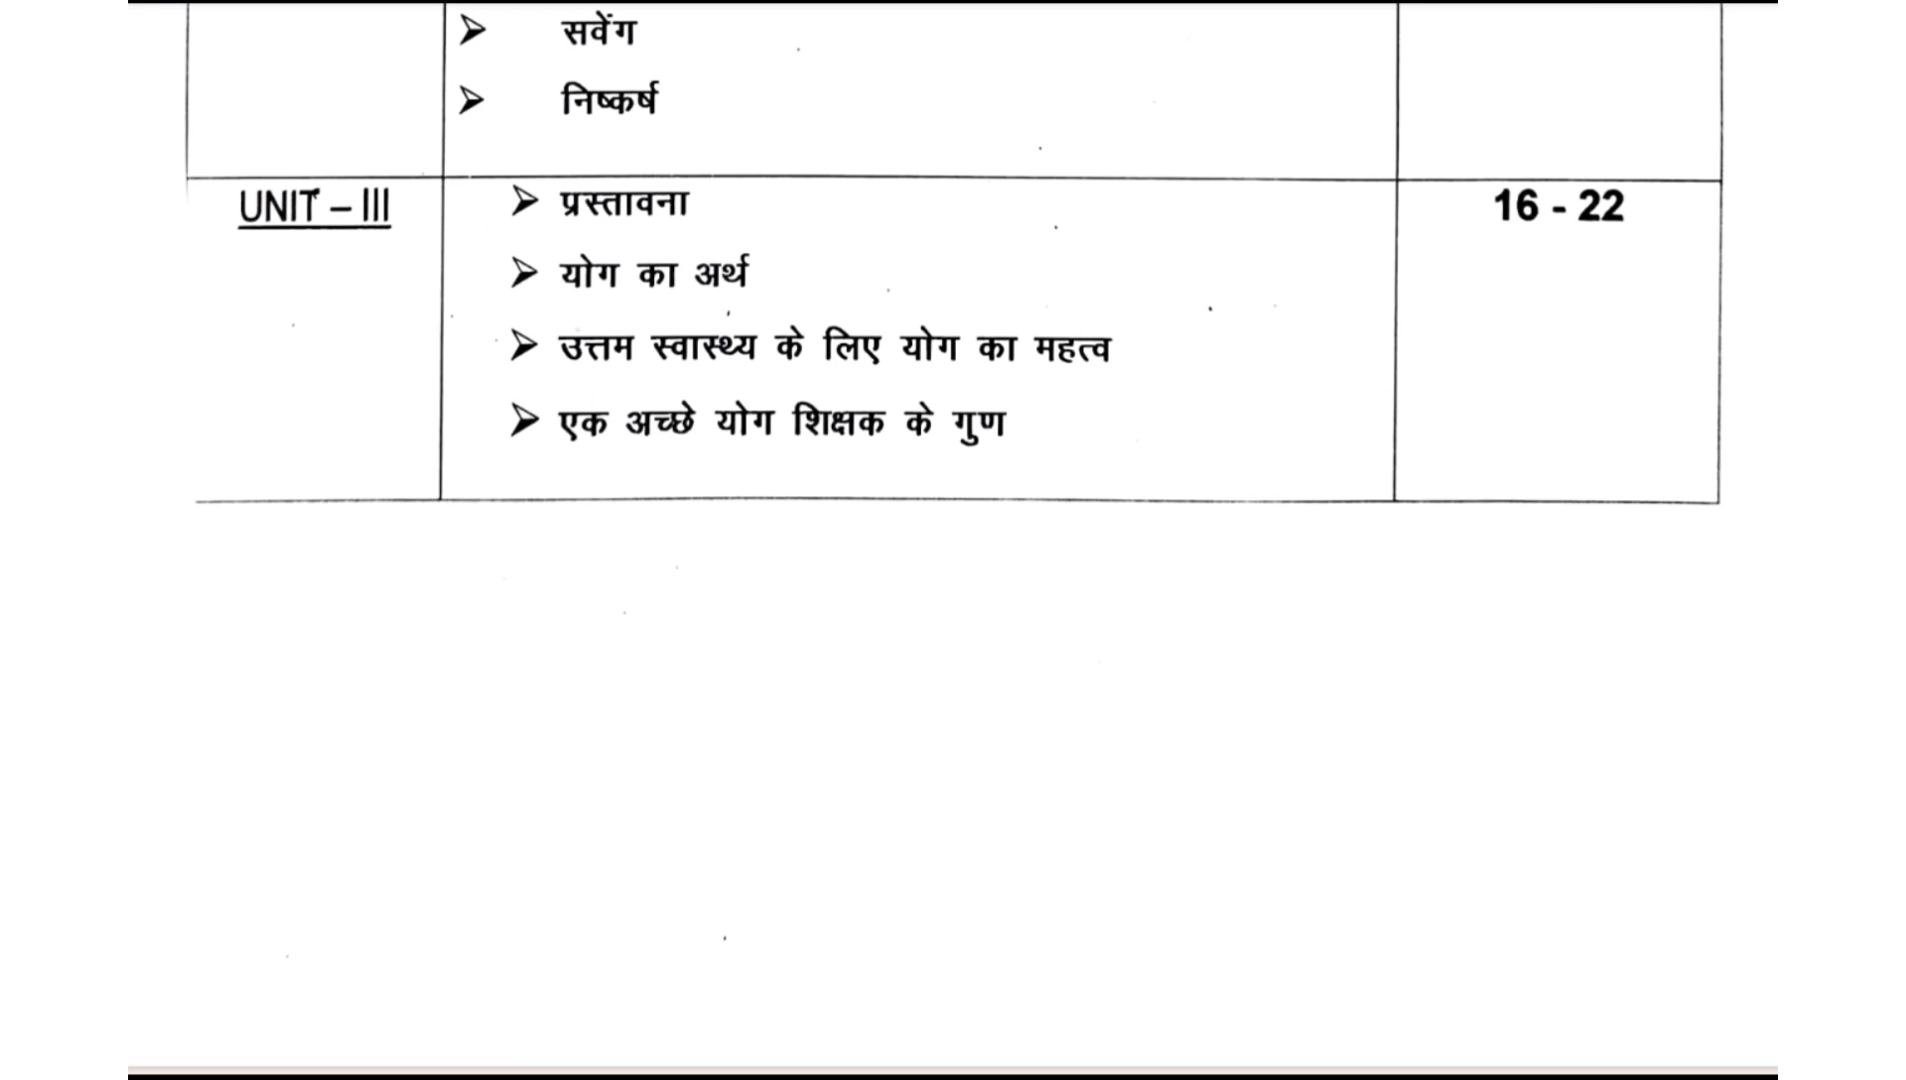 ➢ सवेंग
➢ निष्कर्ष
UNIT – III ➢ प्रस्तावना 16 - 22
➢ योग का अर्थ
➢ उत्तम स्वास्थ्य के लिए योग का महत्व
➢ एक अच्छे योग शिक्षक के गुण